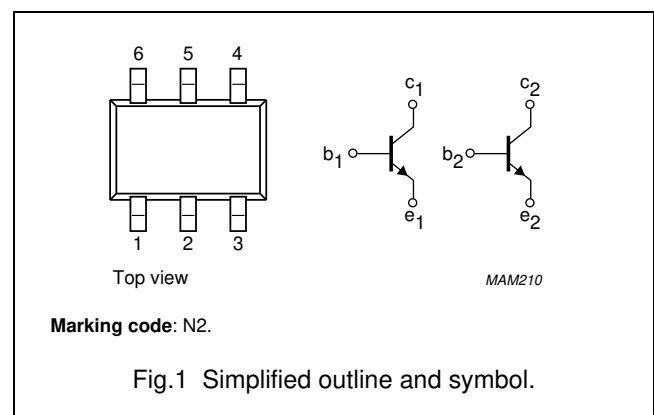 6 5 4
c1 c2
b1 b2
e1 e2
1 2 3
Top view
MAM210
Marking code: N2.
Fig.1 Simplified outline and symbol.